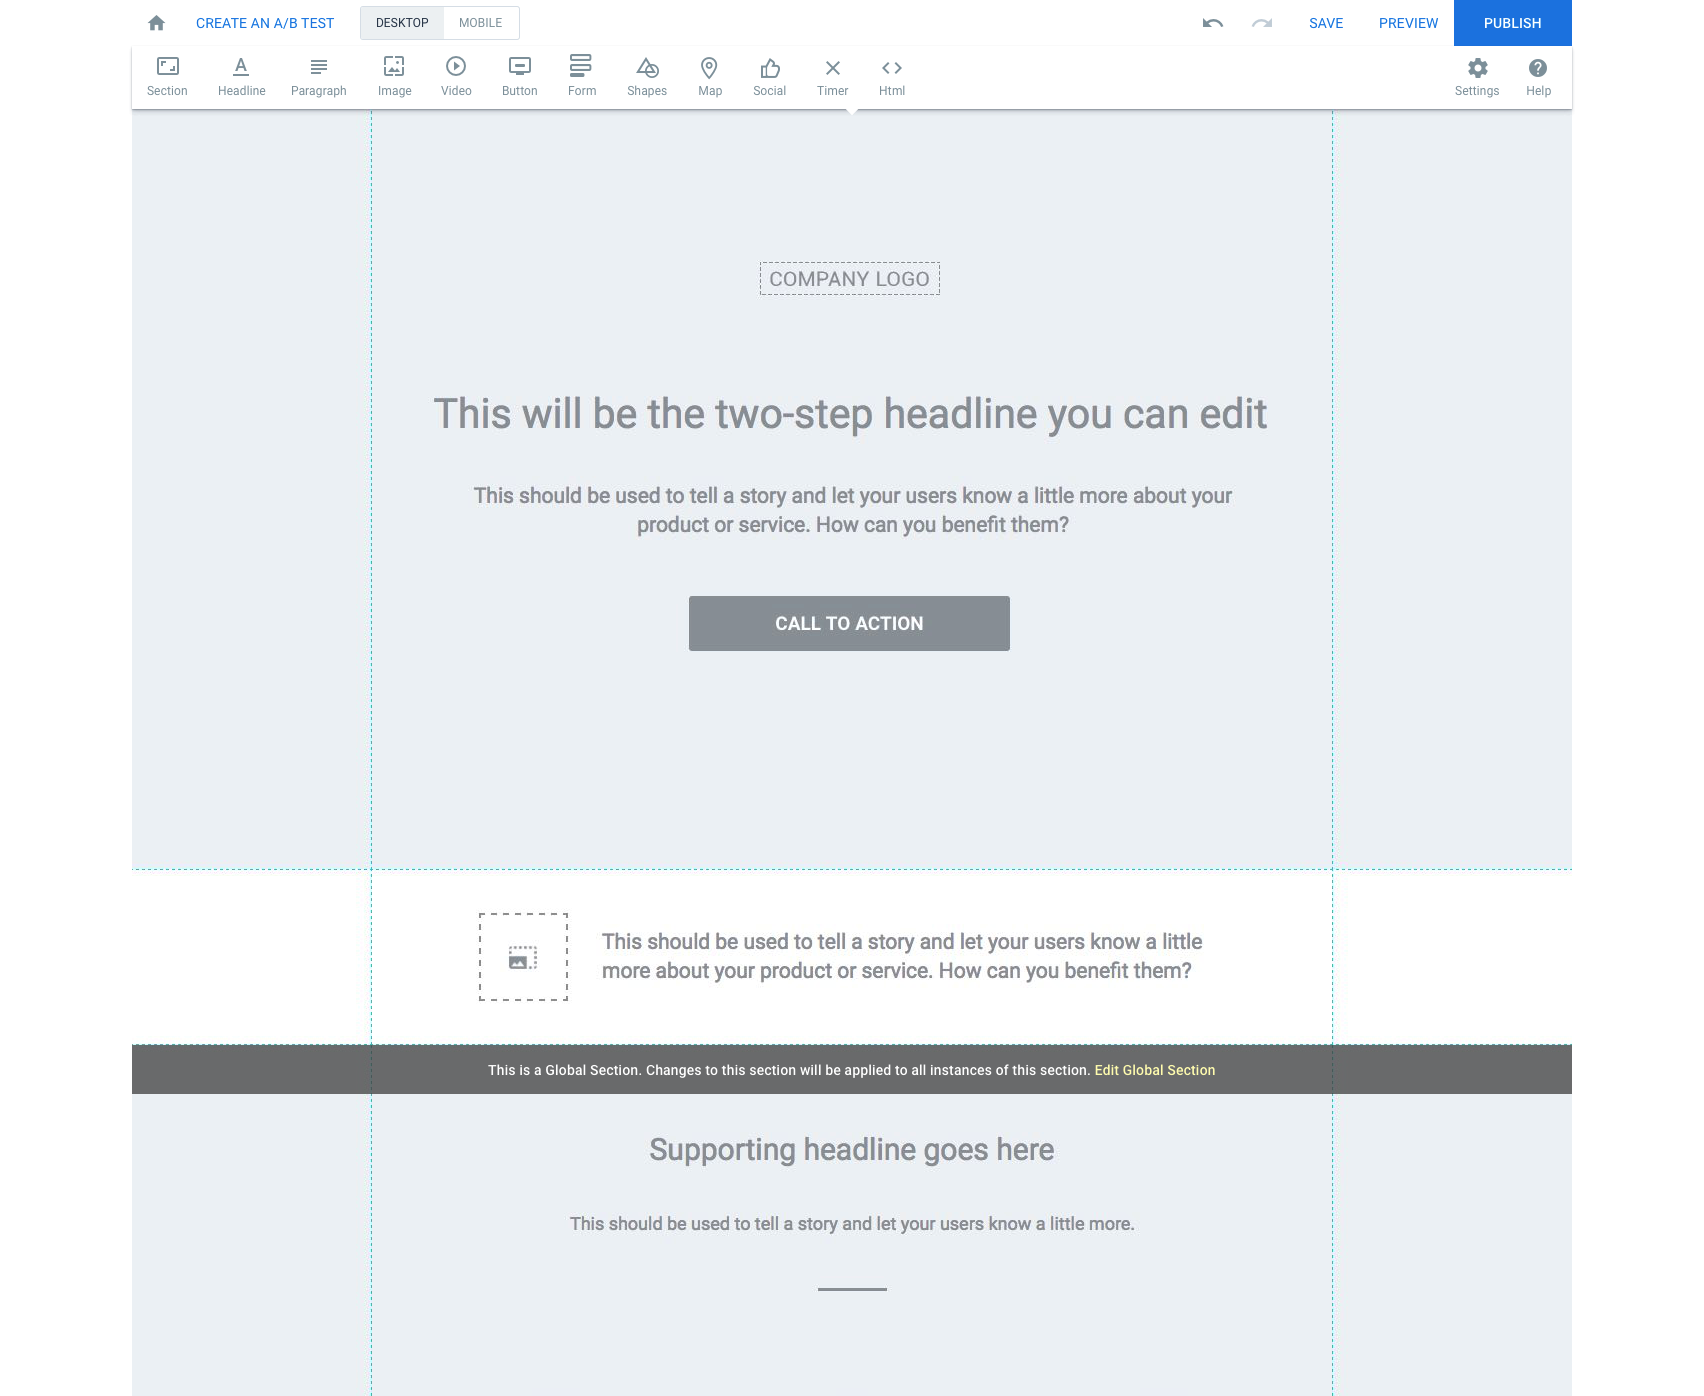 CREATE AN A/B TEST DESKTOP MOBILE SAVE PREVIEW PUBLISH
Section Headline Paragraph Image Video Button Form Shapes Map Social Timer Html Settings Help
COMPANY LOGO
This will be the two-step headline you can edit
This should be used to tell a story and let your users know a little more about your
product or service. How can you benefit them?
CALL TO ACTION
This should be used to tell a story and let your users know a little
more about your product or service. How can you benefit them?
This is a Global Section. Changes to this section will be applied to all instances of this section. Edit Global Section
Supporting headline goes here
This should be used to tell a story and let your users know a little more.